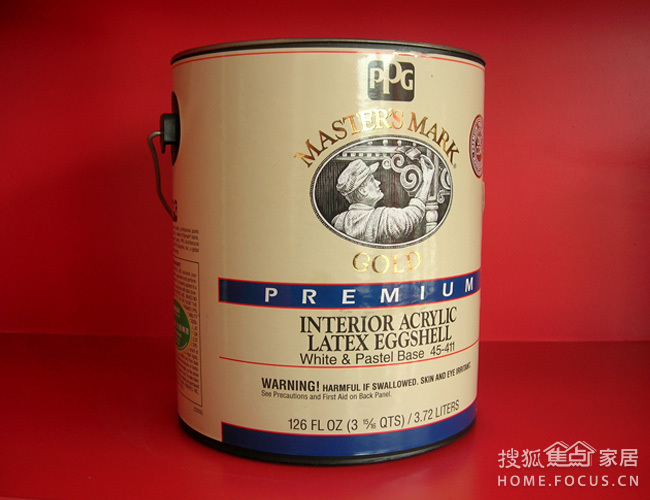 PPG
MASTER'S MARK.
GOLD
PREMIUM
INTERIOR ACRYLIC
LATEX EGGSHELL
White & Pastel Base 45-411
WARNING! HARMFUL IF SWALLOWED. SKIN AND EYE IRRITANT.
See Precautions and First Aid on Back Panel.
126 FL OZ (3 15/16 QTS) / 3.72 LITERS
搜狐焦点家居
HOME.FOCUS.CN